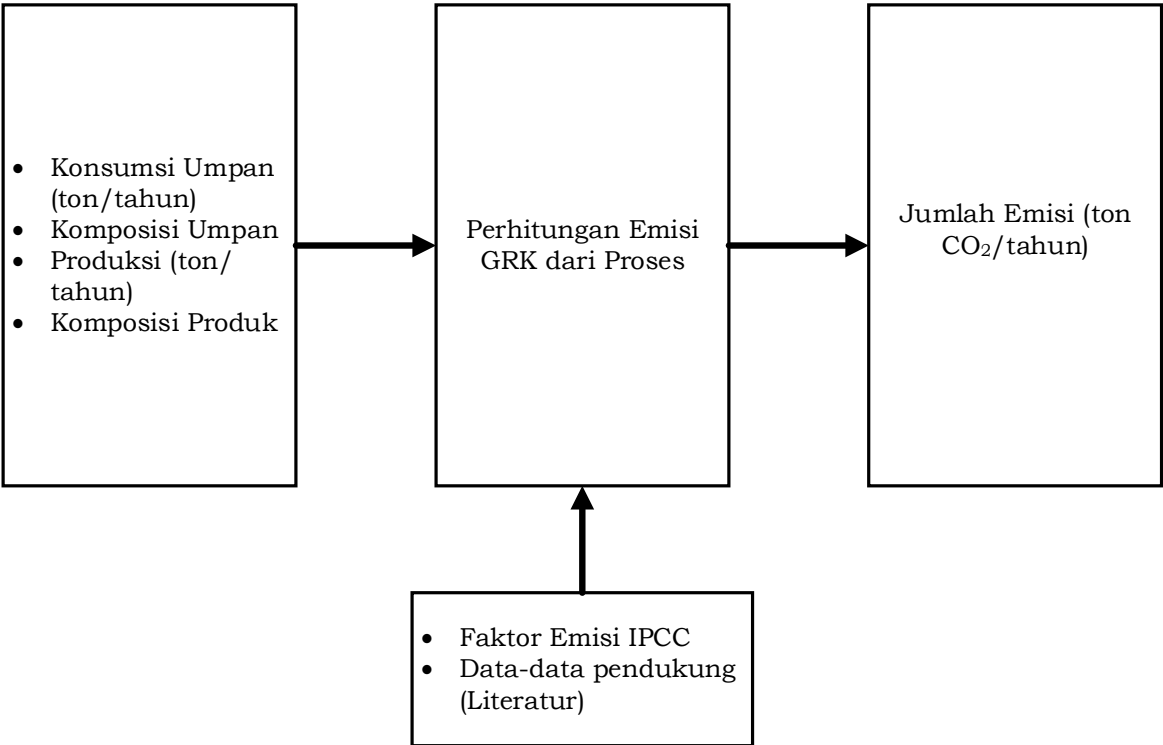 • Konsumsi Umpan
(ton/tahun)
• Komposisi Umpan
• Produksi (ton/
tahun)
• Komposisi Produk
Perhitungan Emisi
GRK dari Proses
Jumlah Emisi (ton
CO₂/tahun)
• Faktor Emisi IPCC
• Data-data pendukung
(Literatur)